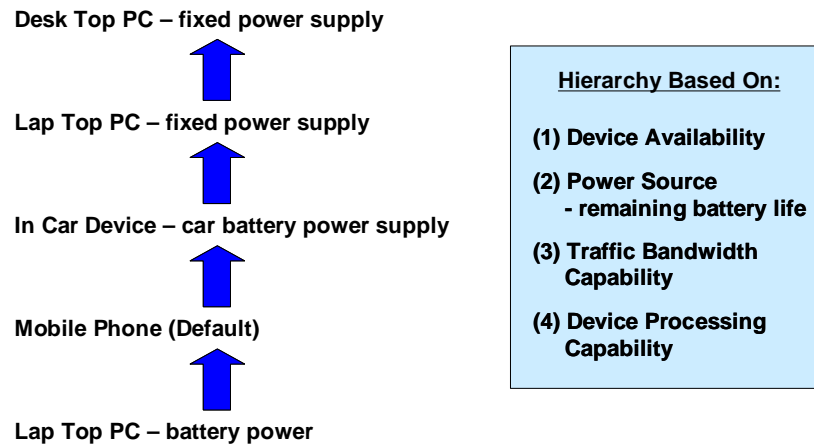 Desk Top PC – fixed power supply
Lap Top PC – fixed power supply
In Car Device – car battery power supply
Mobile Phone (Default)
Lap Top PC – battery power
Hierarchy Based On:
(1) Device Availability
(2) Power Source
- remaining battery life
(3) Traffic Bandwidth
Capability
(4) Device Processing
Capability